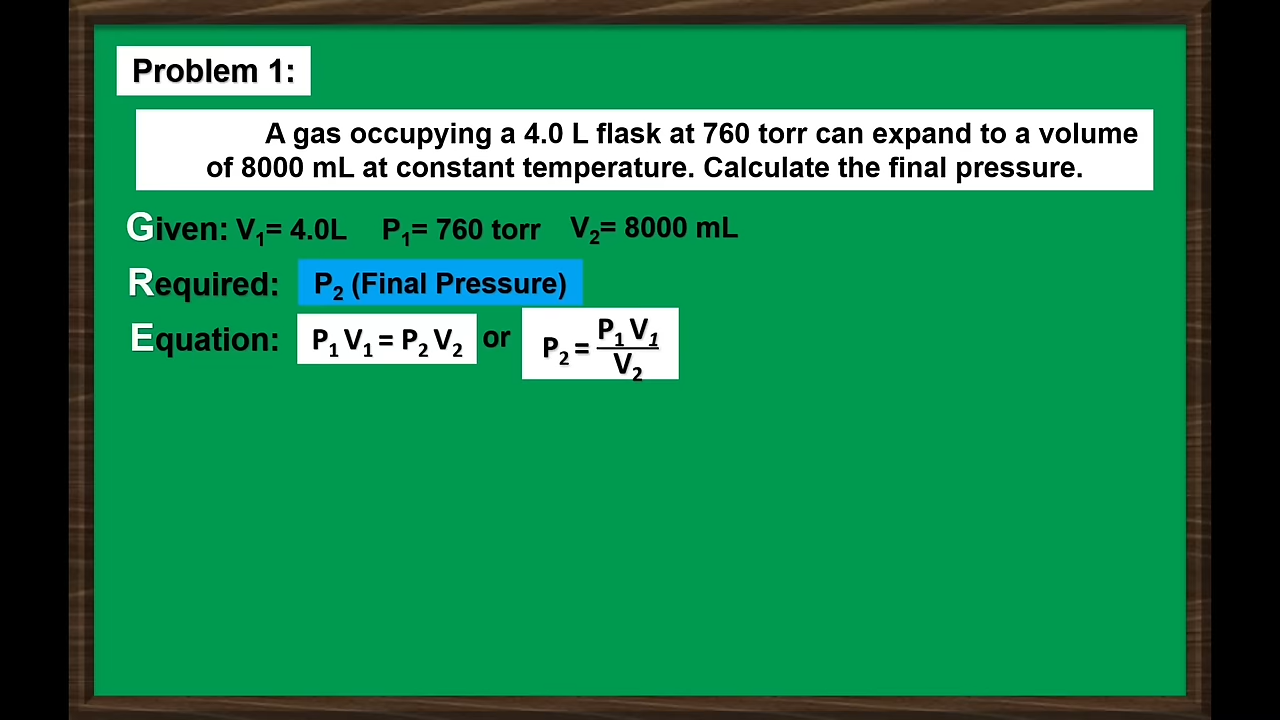 Problem 1:
A gas occupying a 4.0 L flask at 760 torr can expand to a volume
of 8000 mL at constant temperature. Calculate the final pressure.
Given: V₁= 4.0L P₁= 760 torr V₂= 8000 mL
Required: P₂ (Final Pressure)
Equation: P₁ V₁ = P₂ V₂ or P₂ = P₁ V₁ / V₂